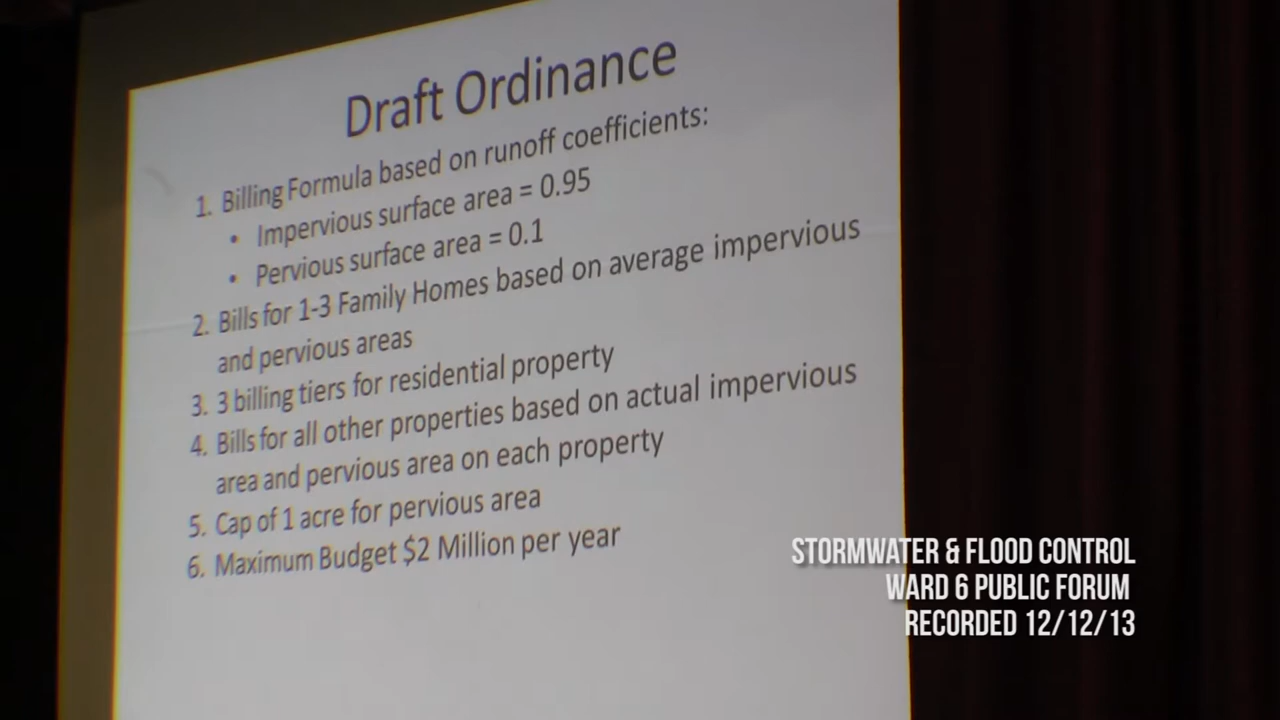 Draft Ordinance
1. Billing Formula based on runoff coefficients:
• Impervious surface area = 0.95
• Pervious surface area = 0.1
2. Bills for 1-3 Family Homes based on average impervious
and pervious areas
3. 3 billing tiers for residential property
4. Bills for all other properties based on actual impervious
area and pervious area on each property
5. Cap of 1 acre for pervious area
6. Maximum Budget $2 Million per year
STORMWATER & FLOOD CONTROL
WARD 6 PUBLIC FORUM
RECORDED 12/12/13